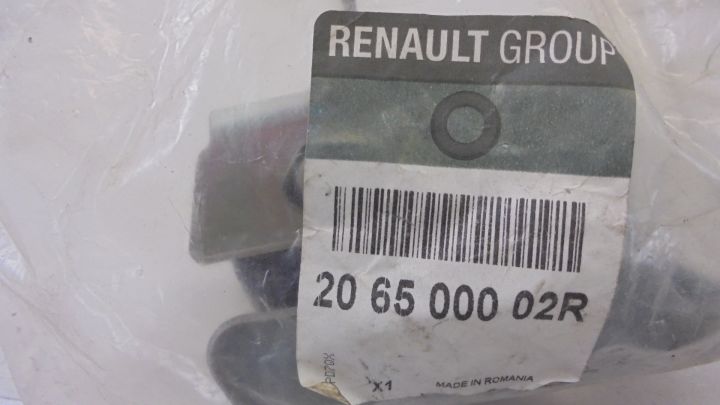 RENAULT GROUP
20 65 000 02R
X1 MADE IN ROMANIA